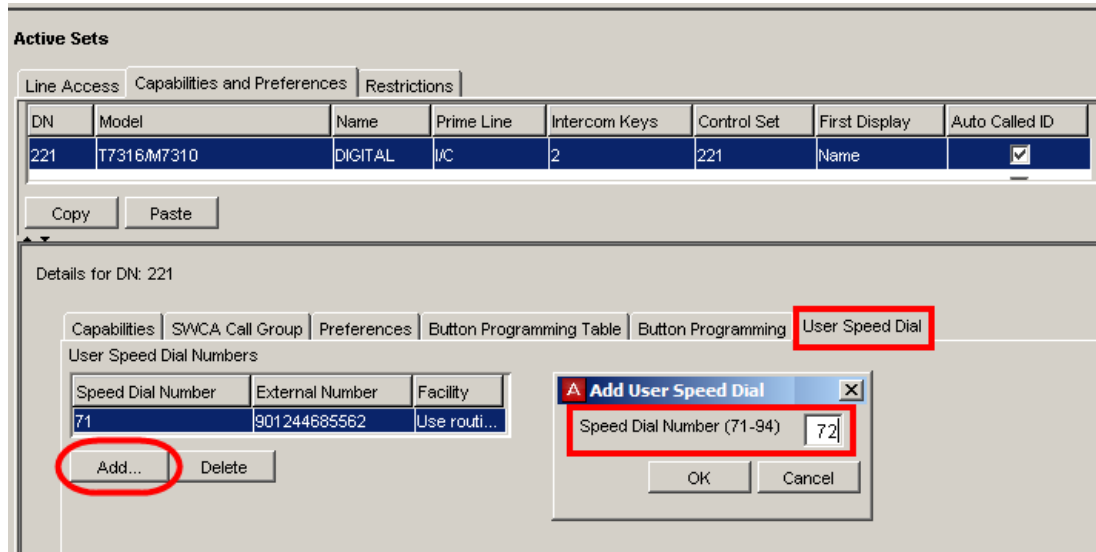 Active Sets
Line Access Capabilities and Preferences Restrictions
DN Model Name Prime Line Intercom Keys Control Set First Display Auto Called ID
221 T7316/M7310 DIGITAL I/C 2 221 Name
Copy Paste
Details for DN: 221
Capabilities SWCA Call Group Preferences Button Programming Table Button Programming User Speed Dial
User Speed Dial Numbers
Speed Dial Number External Number Facility
71 901244685562 Use routi...
Add... Delete
A Add User Speed Dial
Speed Dial Number (71-94) 72
OK Cancel